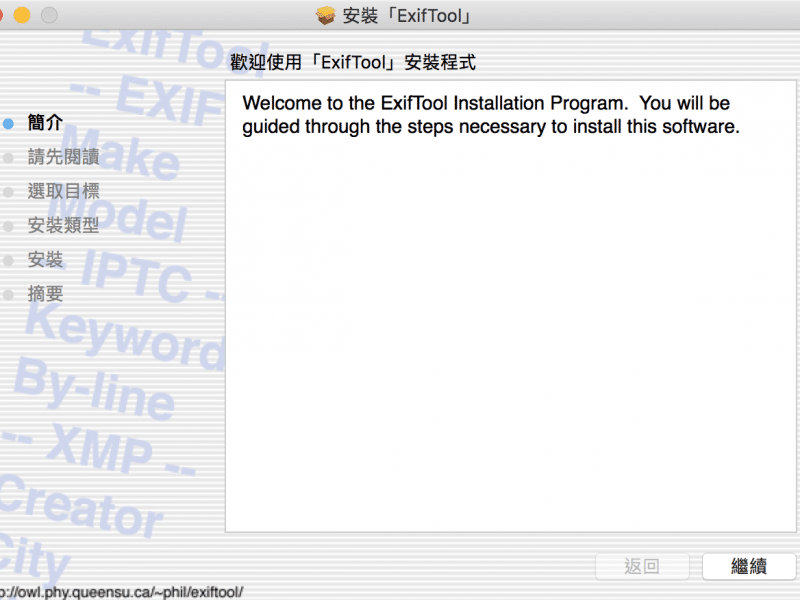 安裝「ExifTool」
歡迎使用「ExifTool」安裝程式
Welcome to the ExifTool Installation Program.  You will be
guided through the steps necessary to install this software.
簡介
請先閱讀
選取目標
安裝類型
安裝
摘要
ExifTool
-- EXIF
Make
Model
-- IPTC --
Keyword
By-line
-- XMP --
Creator
City
返回
繼續
p://owl.phy.queensu.ca/~phil/exiftool/